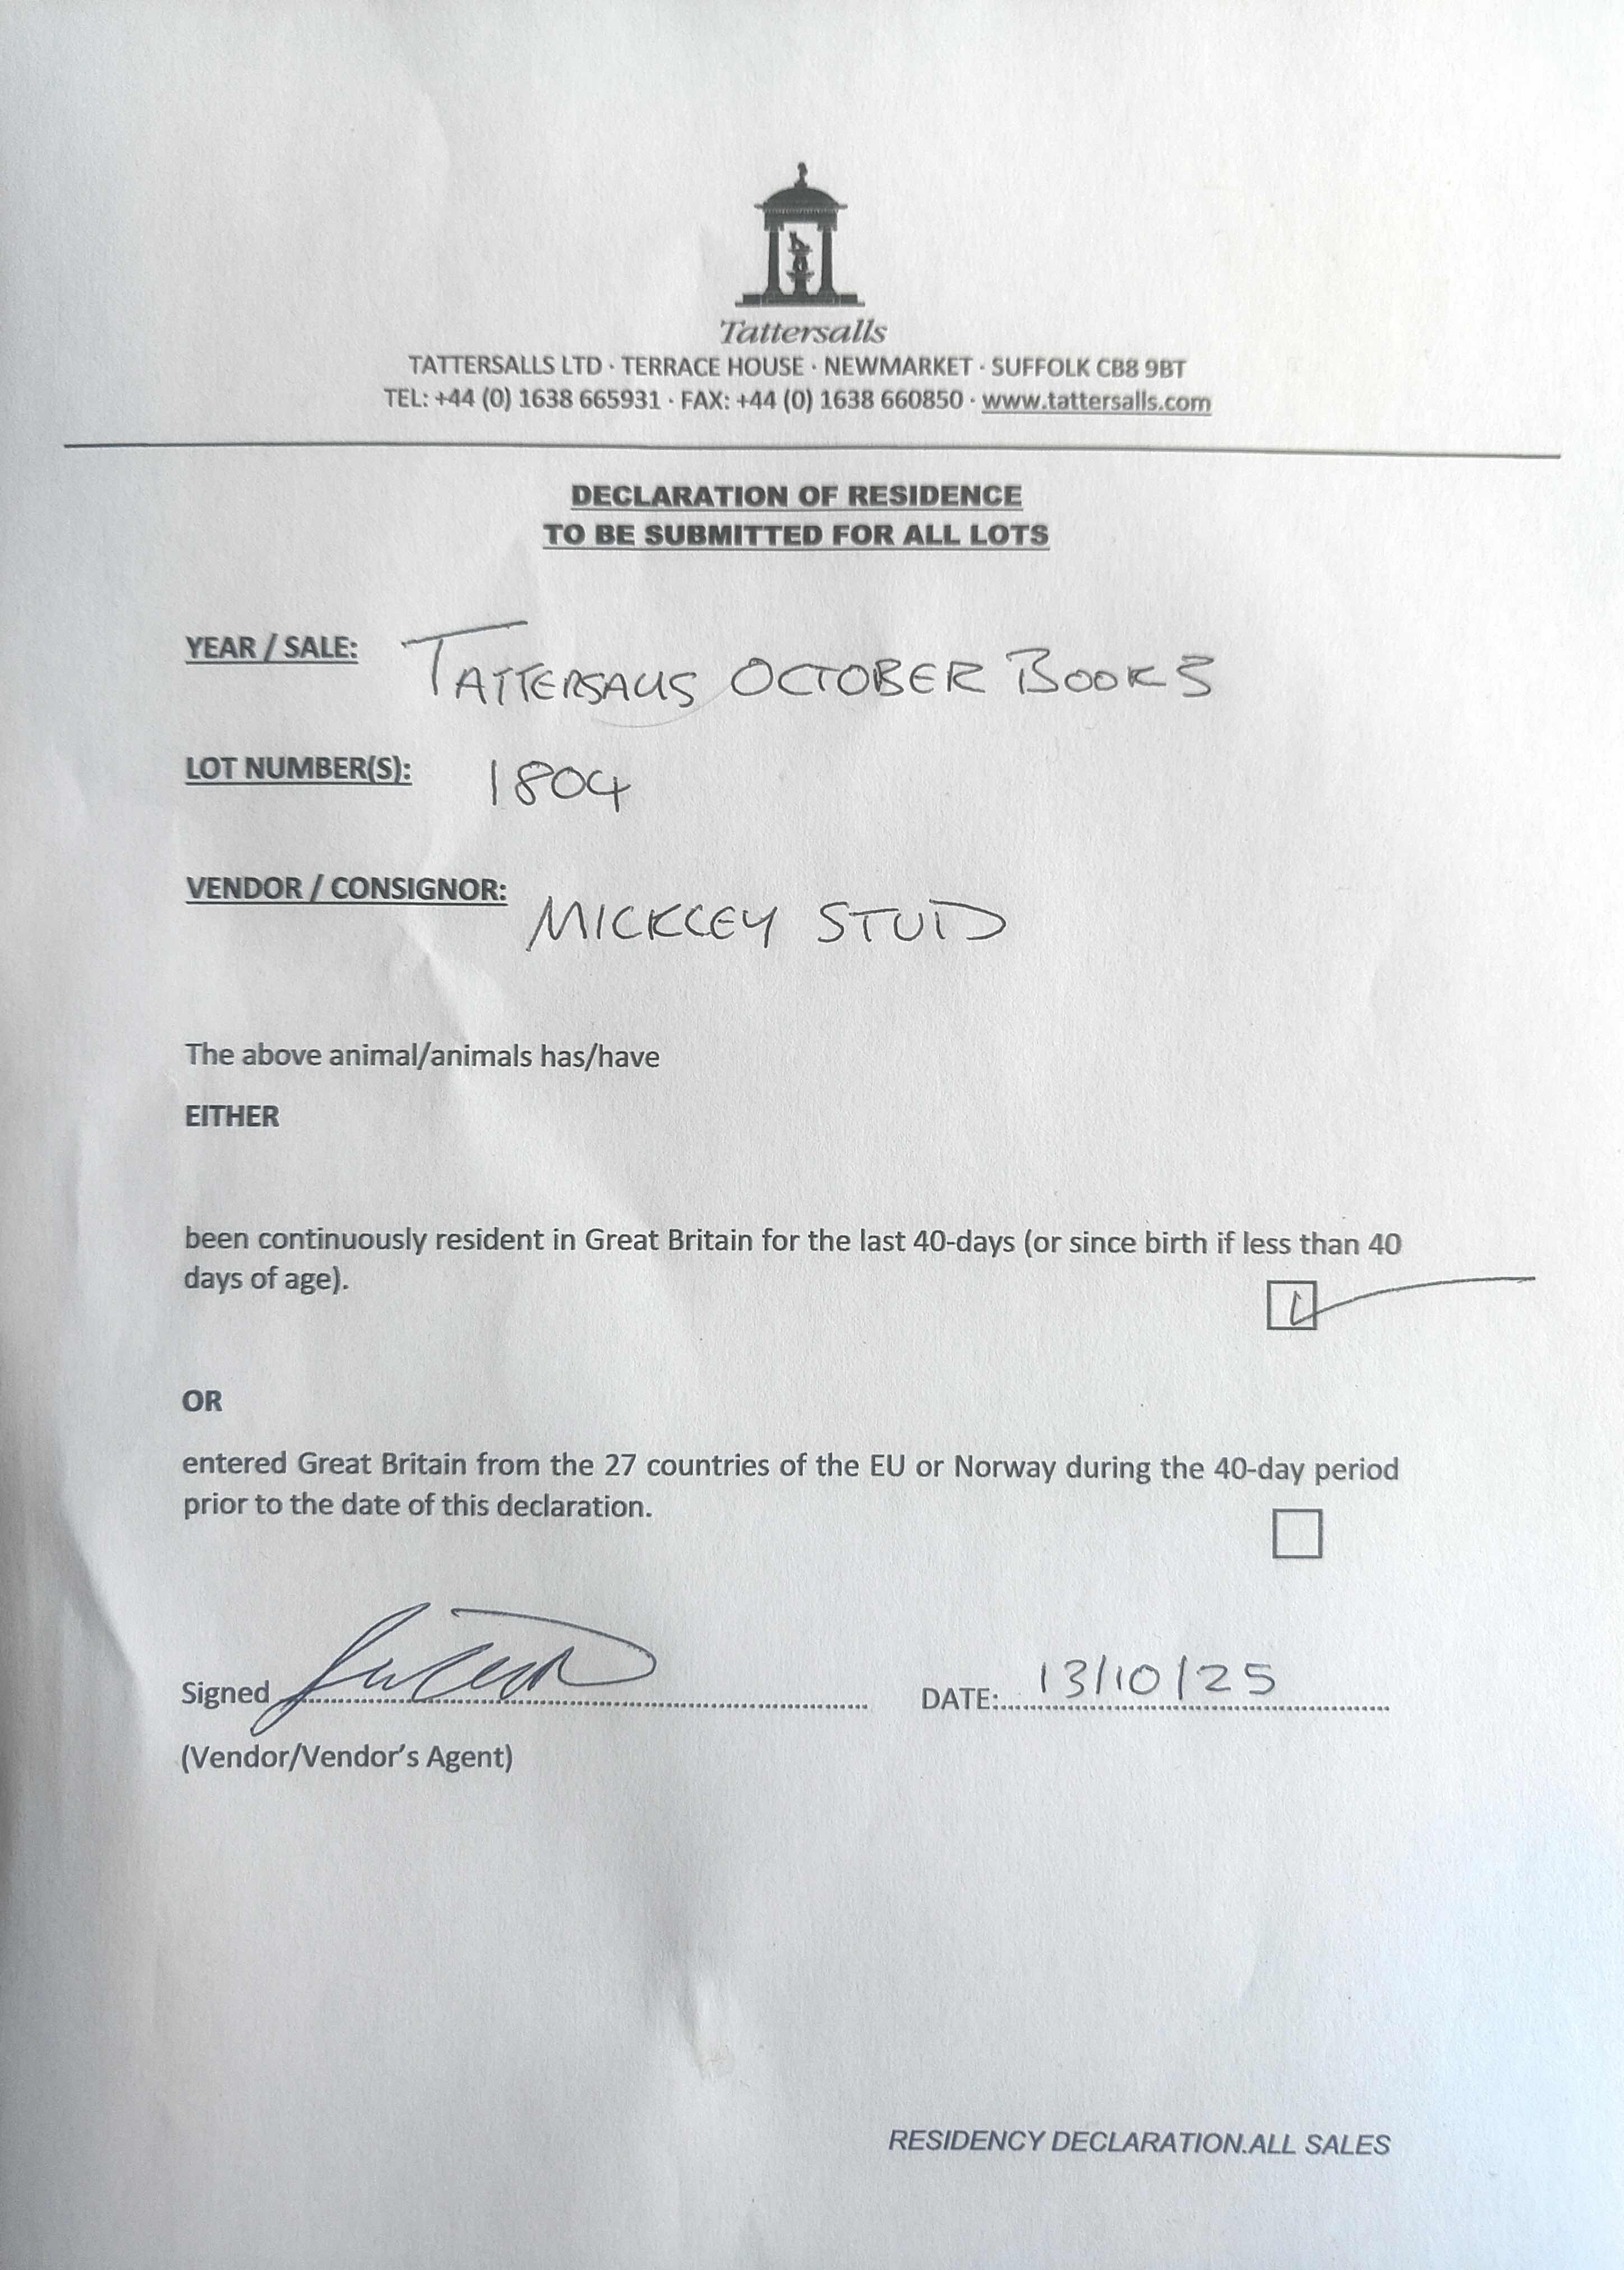 Tattersalls
TATTERSALLS LTD · TERRACE HOUSE · NEWMARKET · SUFFOLK CB8 9BT
TEL: +44 (0) 1638 665931 · FAX: +44 (0) 1638 660850 · www.tattersalls.com
DECLARATION OF RESIDENCE
TO BE SUBMITTED FOR ALL LOTS
YEAR / SALE: TATTERSALLS OCTOBER BOOK 3
LOT NUMBER(S): 1804
VENDOR / CONSIGNOR: MICKLEY STUD
The above animal/animals has/have
EITHER
been continuously resident in Great Britain for the last 40-days (or since birth if less than 40
days of age).
OR
entered Great Britain from the 27 countries of the EU or Norway during the 40-day period
prior to the date of this declaration.
Signed DATE: 13/10/25
(Vendor/Vendor's Agent)
RESIDENCY DECLARATION.ALL SALES